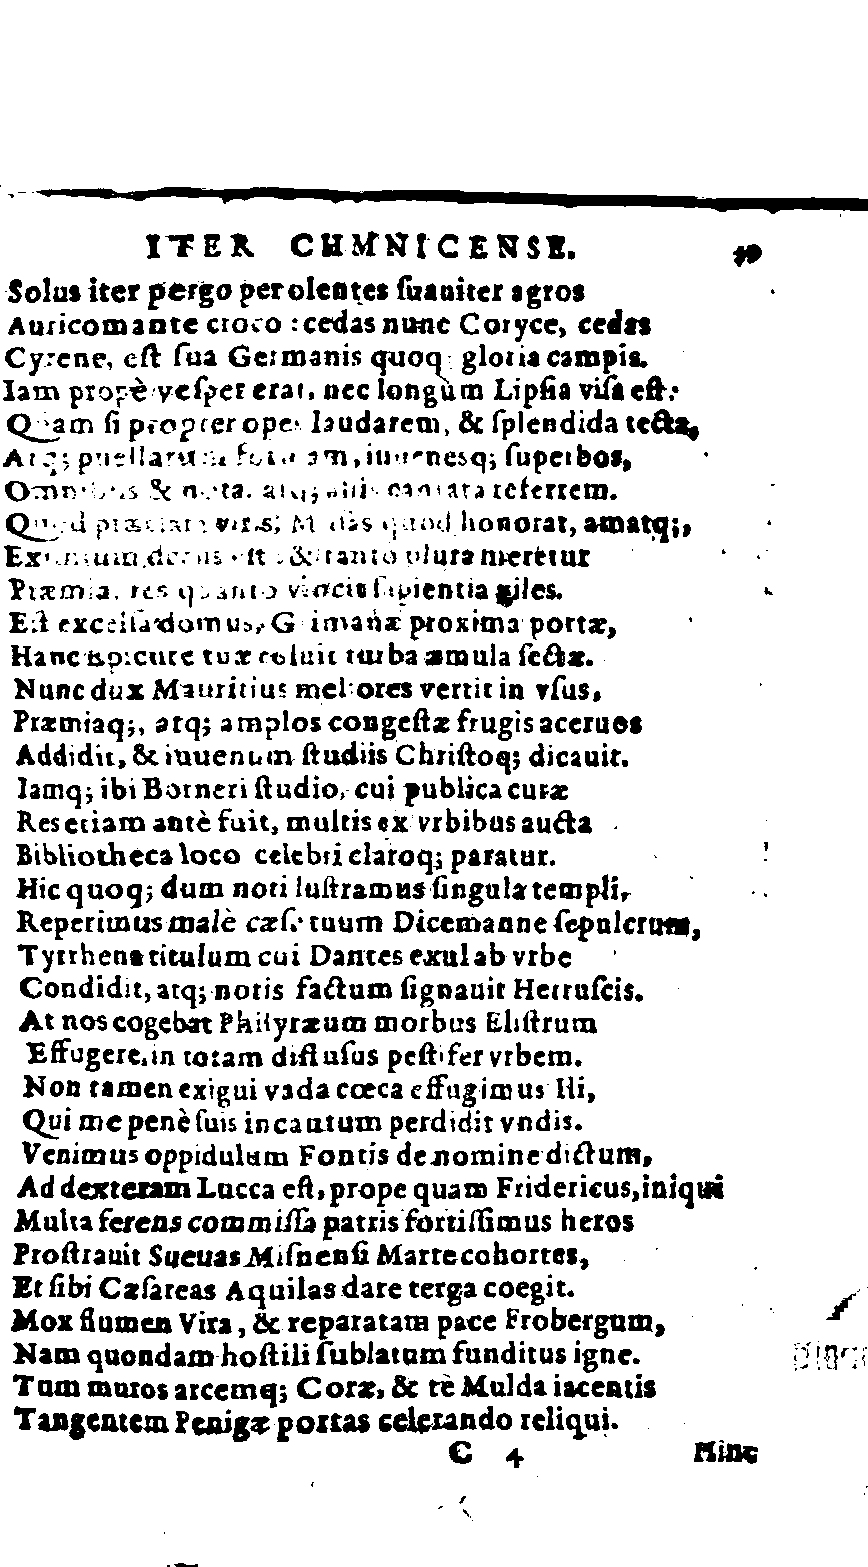 ITER CHMNICENSE. 19
Solus iter pergo per olentes ſuauiter agros
Auricomante croco : cedas nunc Coryce, cedas
Cyrene, eſt ſua Germanis quoq; gloria campis.
Iam propè veſper erat, nec longùm Lipſia viſa eſt:
Quam ſi propter opes laudarem, & ſplendida tecta,
Atq; puellarum iuuenesq; ſuperbos,
Omnibus & nota, atq; aliis cantata referrem.
Quod præclara viris, Muſas quod honorat, amatq;,
Eximium decus eſt : & tanto plura meretur
Præmia, res quanto vincit ſapientia viles.
Eſt excelſa domus, Grimanæ proxima portæ,
Hanc Epicure tuæ coluit turba æmula ſectæ.
Nunc dux Mauritius meliores vertit in vſus,
Præmiaq;, atq; amplos congeſtæ frugis aceruos
Addidit, & iuuenum ſtudiis Chriſtoq; dicauit.
Iamq; ibi Borneri ſtudio, cui publica curæ
Res etiam antè fuit, multis ex vrbibus aucta
Bibliotheca loco celebri claroq; paratur.
Hic quoq; dum noti luſtramus ſingula templi,
Reperimus malè cæſe tuum Dicemanne ſepulcrum,
Tyrrhena titulum cui Dantes exul ab vrbe
Condidit, atq; notis factum ſignauit Hetruſcis.
At nos cogebat Philyræum morbus Eliſtrum
Effugere, in totam diffuſus peſtifer vrbem.
Non tamen exigui vada cœca effugimus Ili,
Qui me penè ſuis incautum perdidit vndis.
Venimus oppidulum Fontis de nomine dictum,
Ad dexteram Lucca eſt, prope quam Fridericus, iniqui
Multa ferens commiſſa patris fortiſſimus heros
Proſtrauit Sueuas Miſnenſi Marte cohortes,
Et ſibi Cæſareas Aquilas dare terga coegit.
Mox flumen Vira, & reparatam pace Frobergum,
Nam quondam hoſtili ſublatum funditus igne.
Tum muros arcemq; Coræ, & tè Mulda iacentis
Tangentem Penigæ portas celerando reliqui.
C 4 Hinc